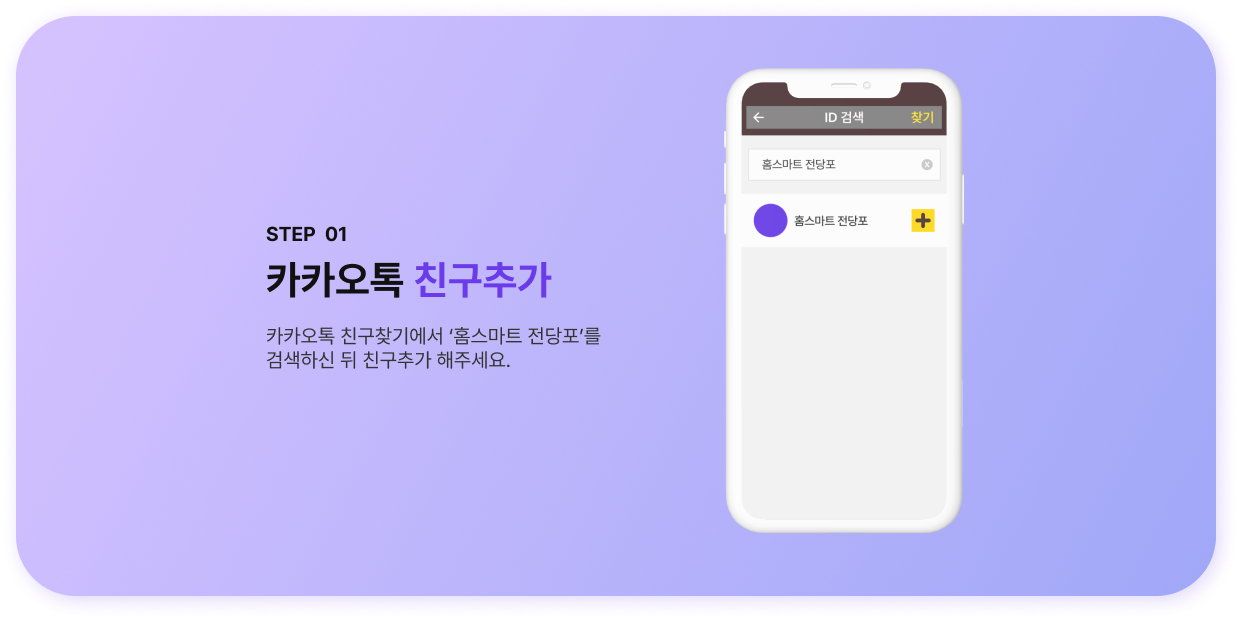 STEP 01
카카오톡 친구추가
카카오톡 친구찾기에서 ‘홈스마트 전당포’를
검색하신 뒤 친구추가 해주세요.
ID 검색
찾기
홈스마트 전당포
홈스마트 전당포